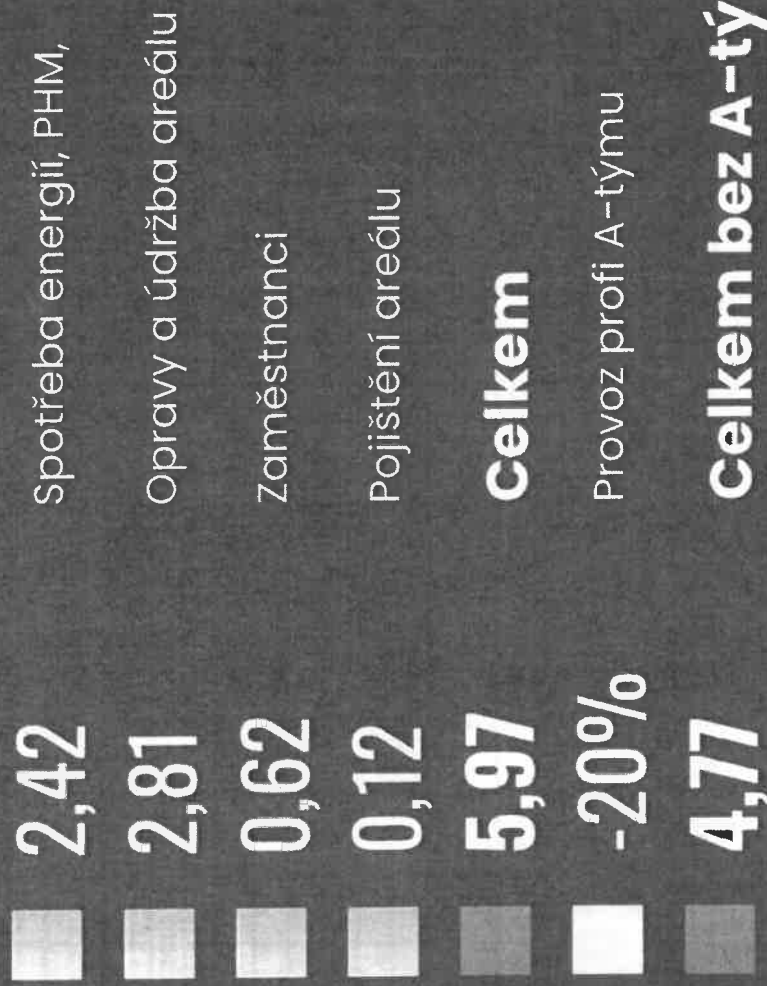 2,42 Spotřeba energií, PHM,
2,81 Opravy a údržba areálu
0,62 Zaměstnanci
0,12 Pojištění areálu
5,97 Celkem
-20% Provoz profi A-týmu
4,77 Celkem bez A-tý